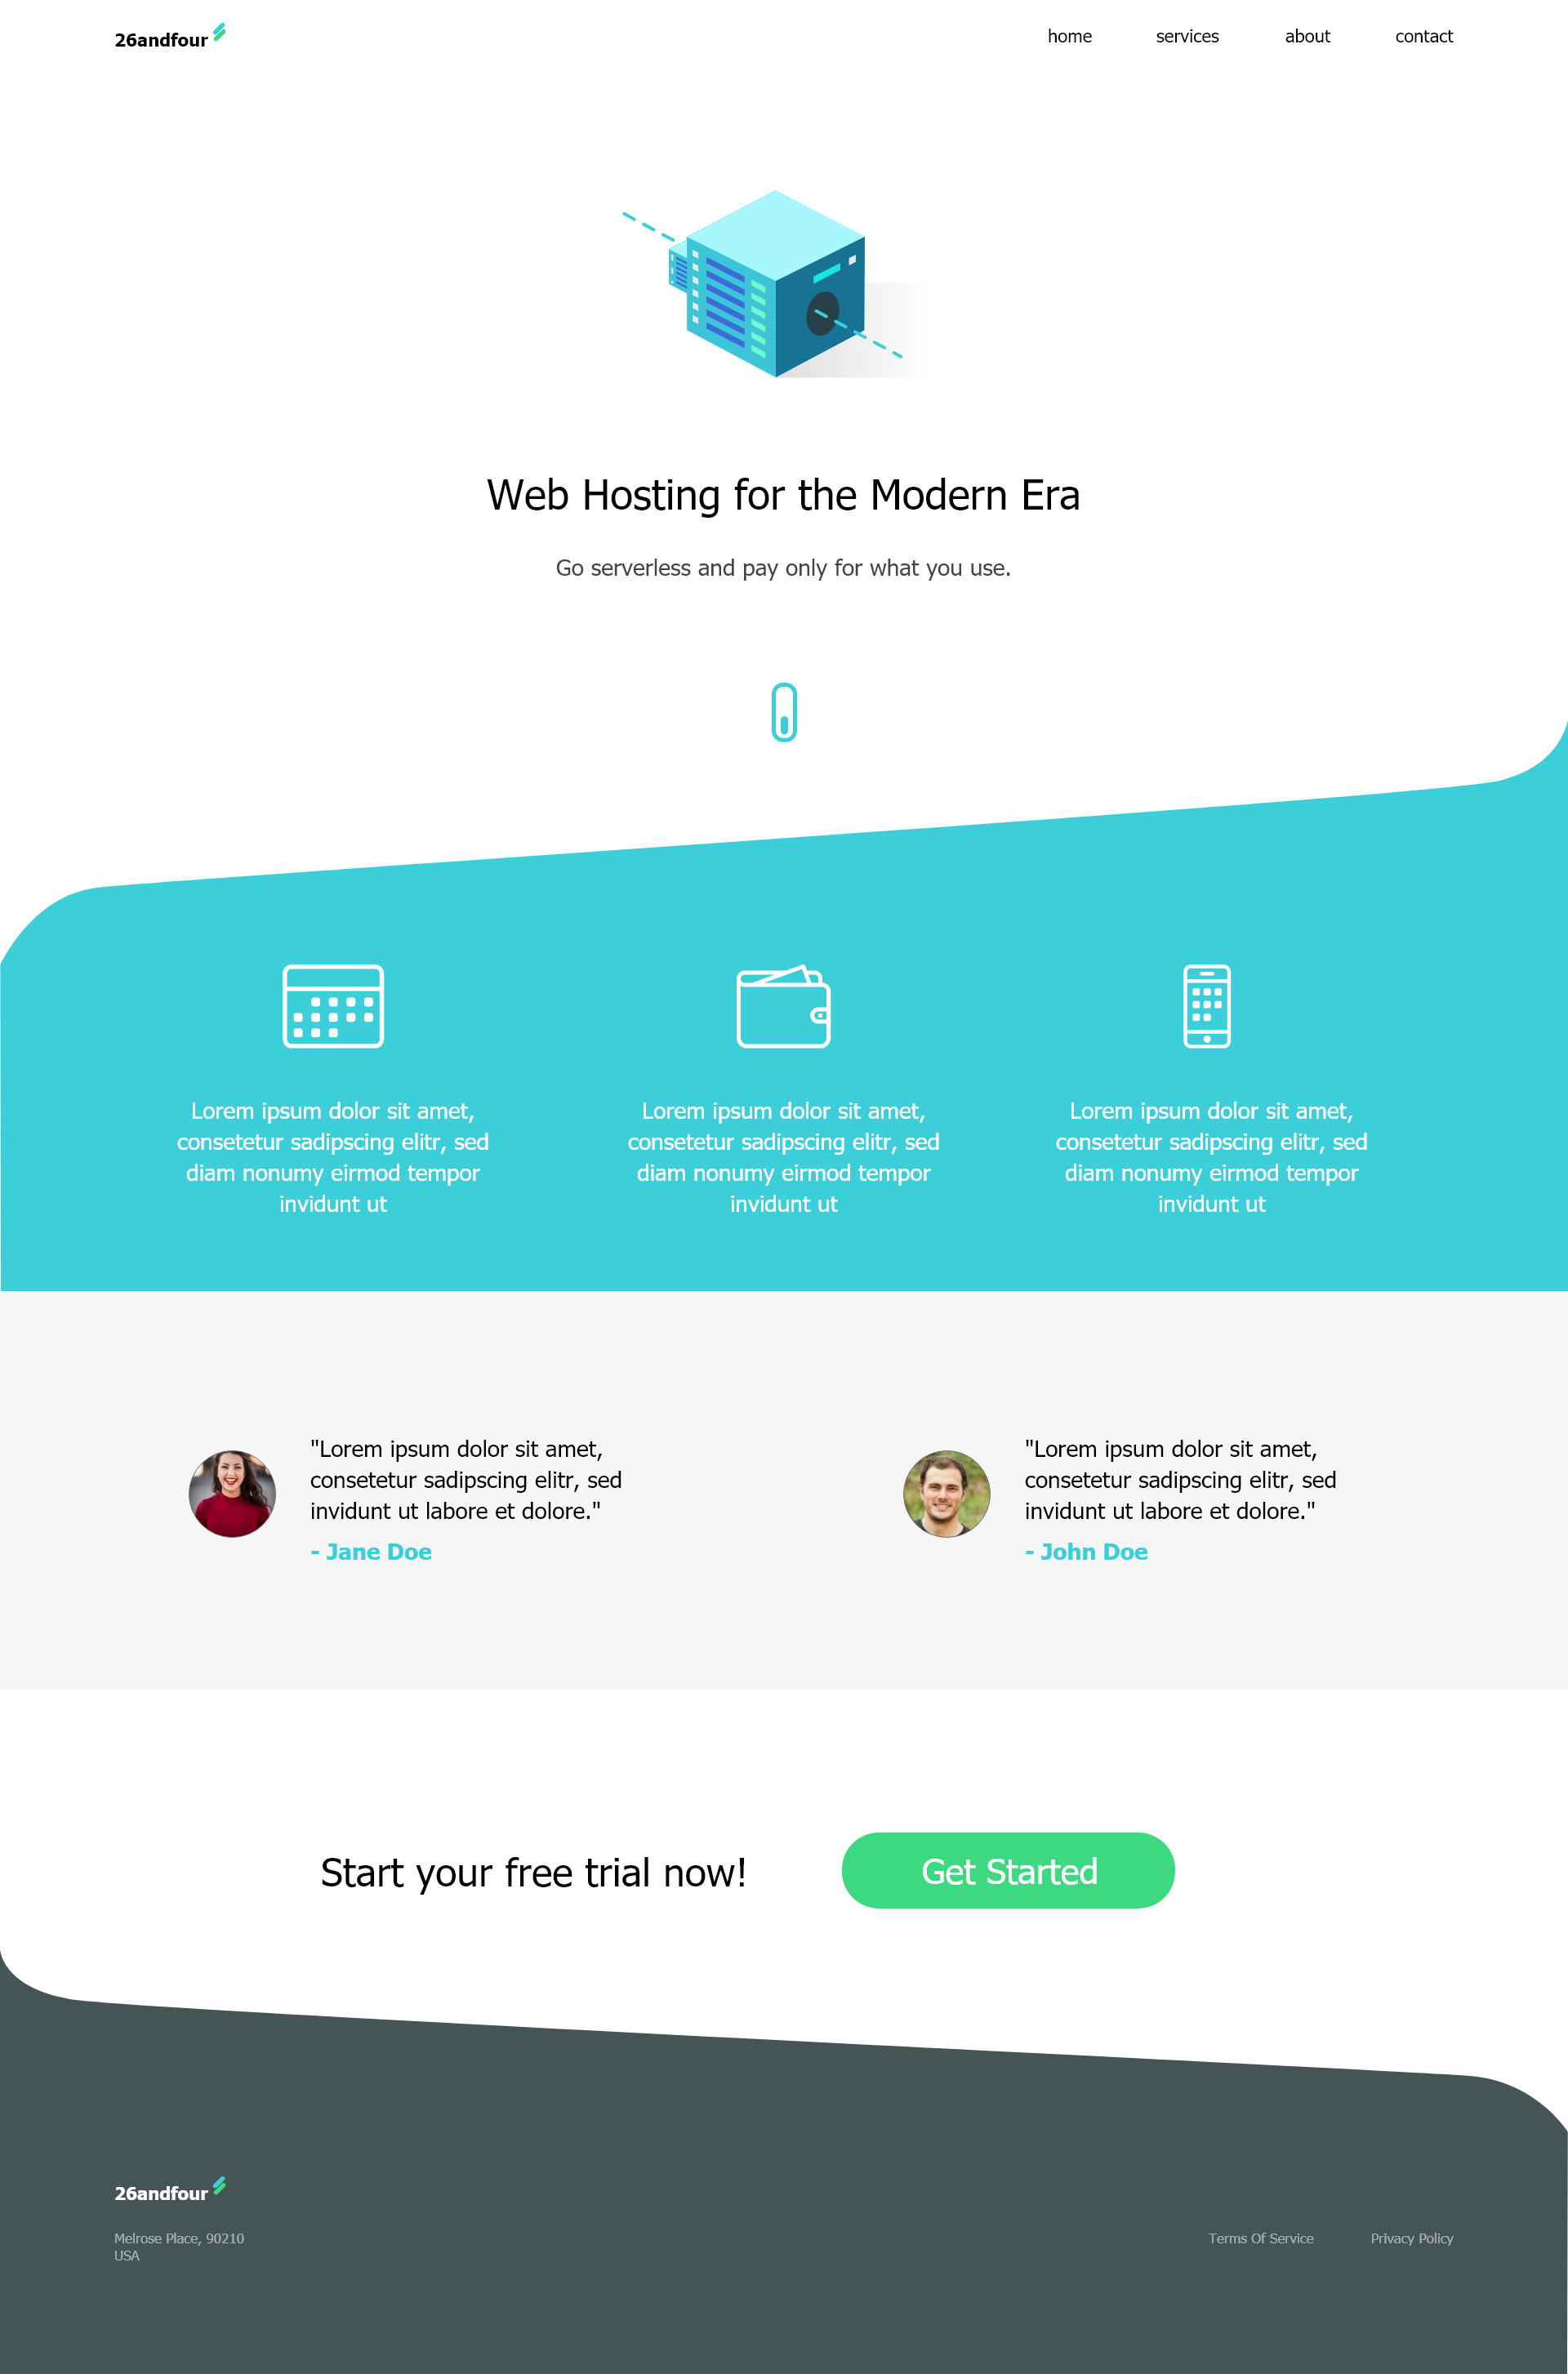 26andfour
home services about contact
Web Hosting for the Modern Era
Go serverless and pay only for what you use.
Lorem ipsum dolor sit amet,
consetetur sadipscing elitr, sed
diam nonumy eirmod tempor
invidunt ut
Lorem ipsum dolor sit amet,
consetetur sadipscing elitr, sed
diam nonumy eirmod tempor
invidunt ut
Lorem ipsum dolor sit amet,
consetetur sadipscing elitr, sed
diam nonumy eirmod tempor
invidunt ut
"Lorem ipsum dolor sit amet,
consetetur sadipscing elitr, sed
invidunt ut labore et dolore."
- Jane Doe
"Lorem ipsum dolor sit amet,
consetetur sadipscing elitr, sed
invidunt ut labore et dolore."
- John Doe
Start your free trial now!
Get Started
26andfour
Melrose Place, 90210
USA
Terms Of Service Privacy Policy